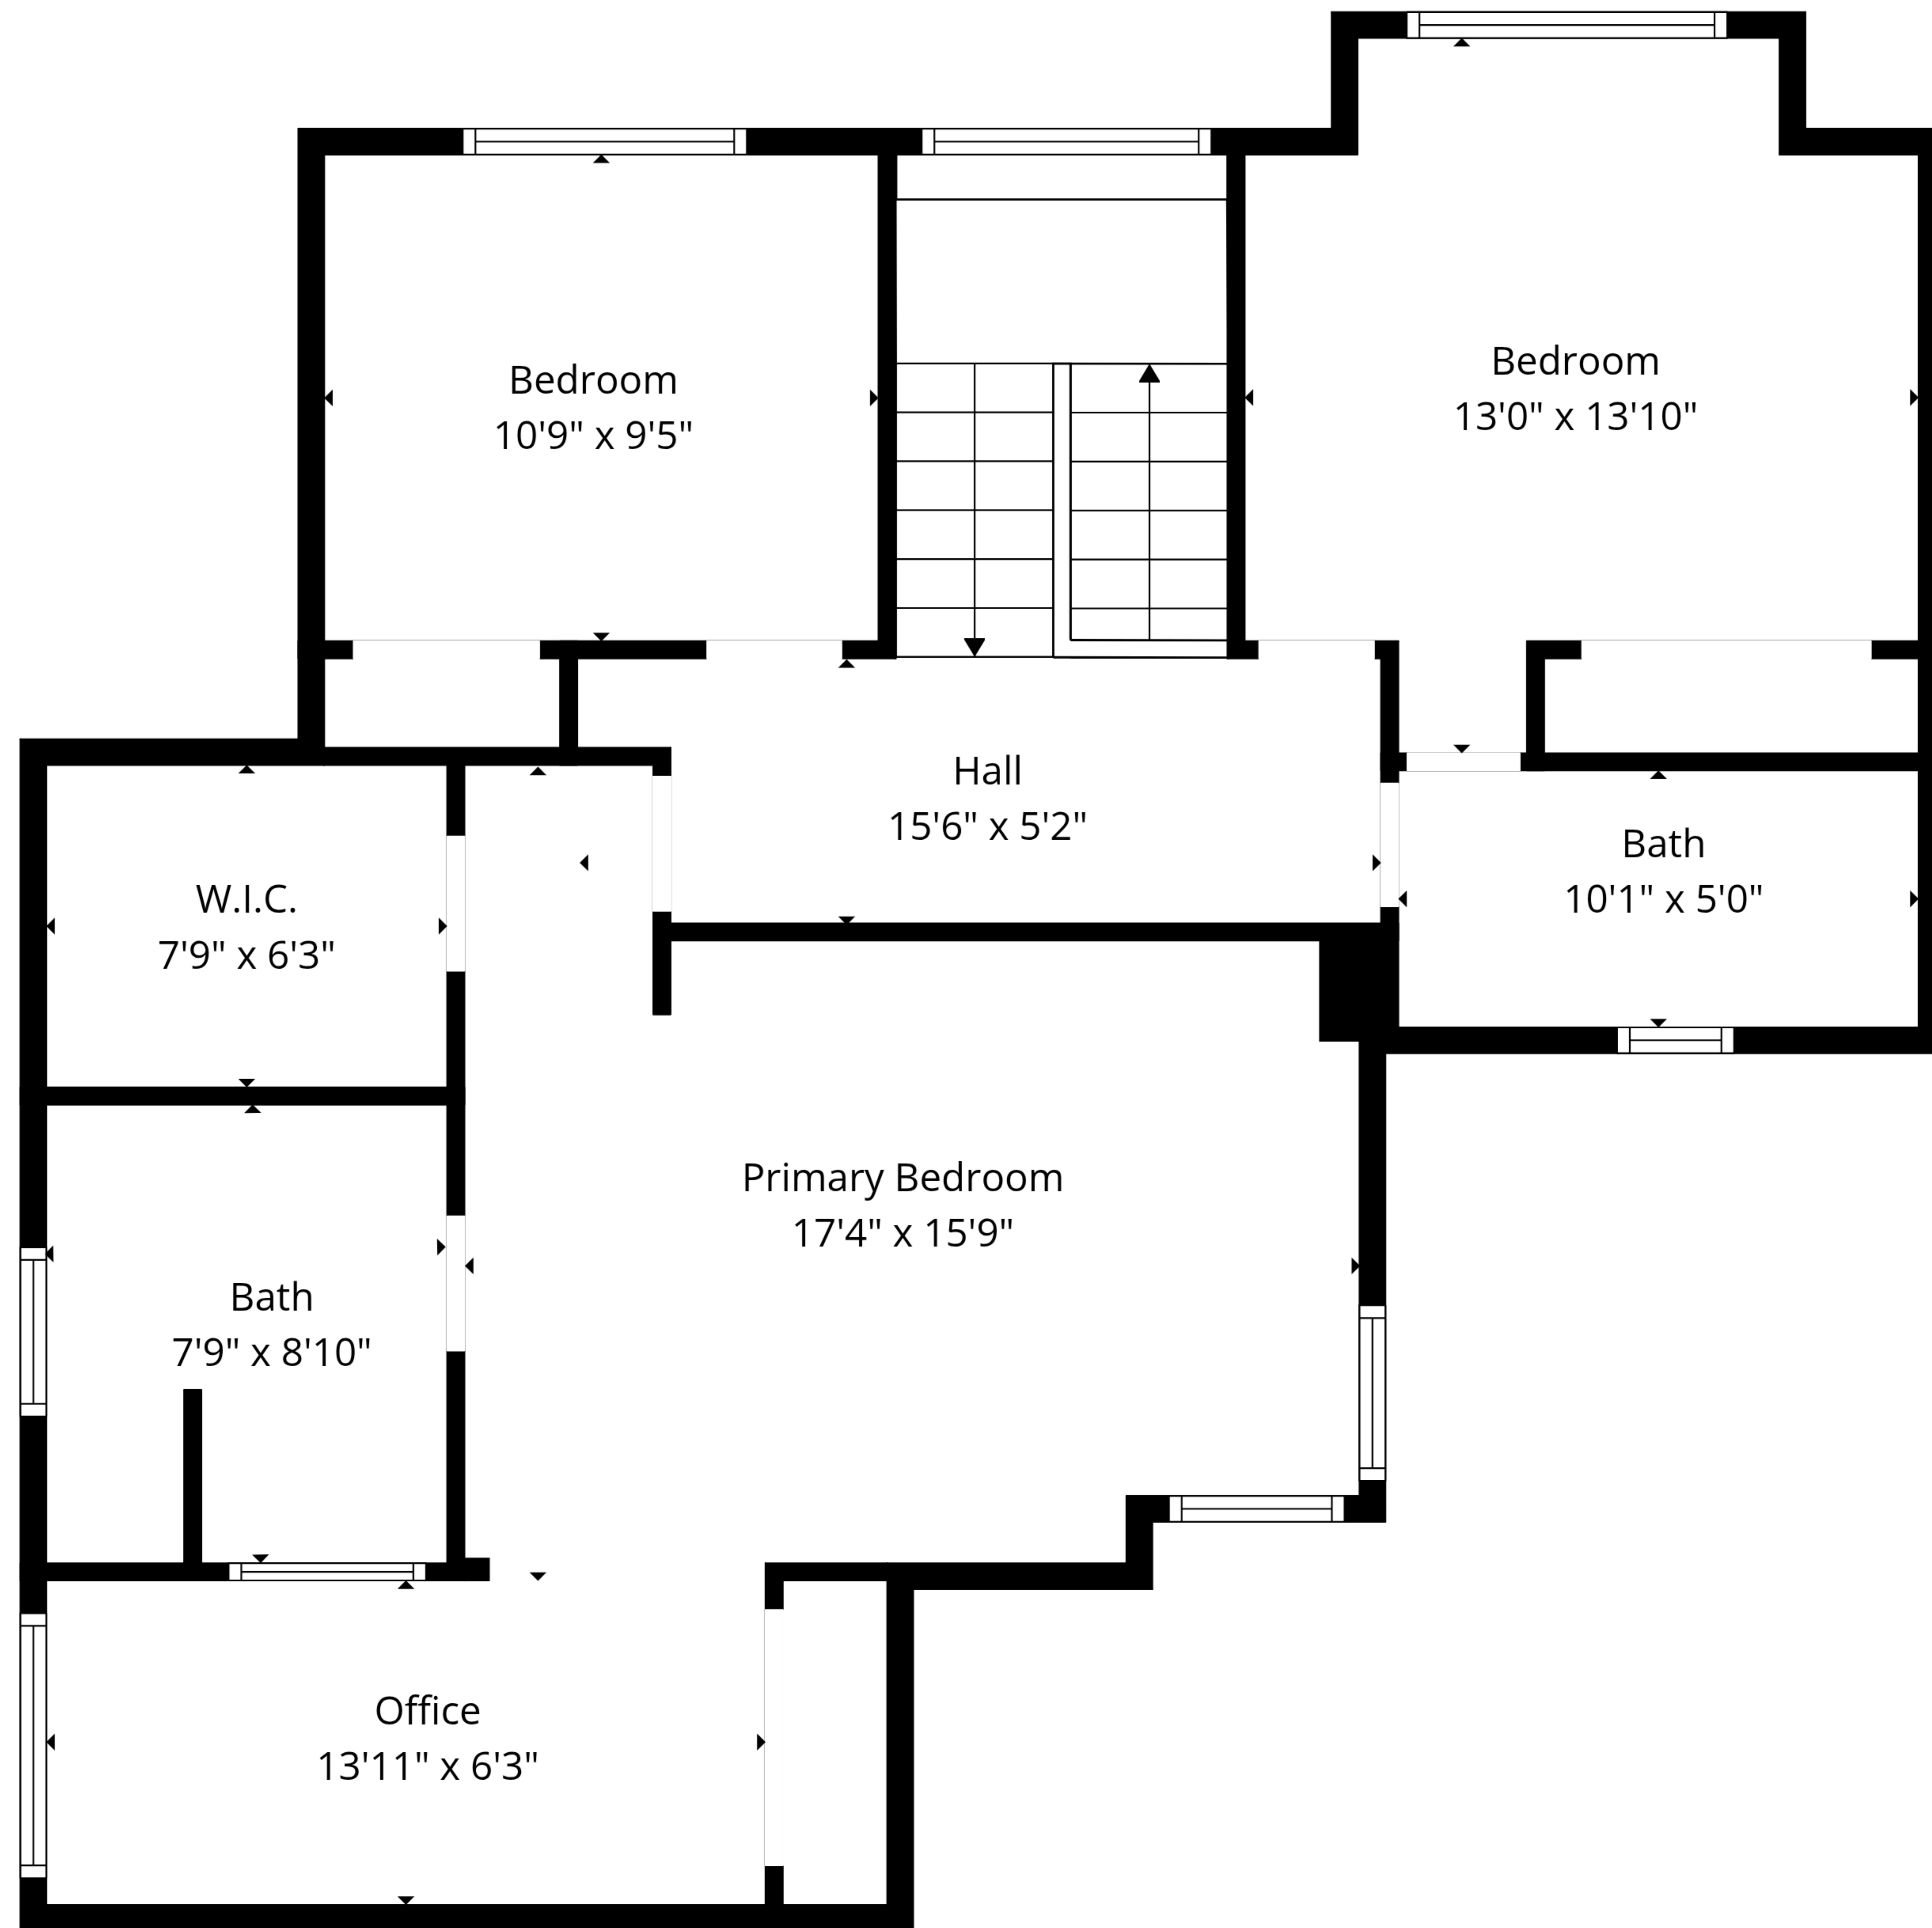 Bedroom
10'9" x 9'5"
Bedroom
13'0" x 13'10"
Hall
15'6" x 5'2"
Bath
10'1" x 5'0"
W.I.C.
7'9" x 6'3"
Primary Bedroom
17'4" x 15'9"
Bath
7'9" x 8'10"
Office
13'11" x 6'3"